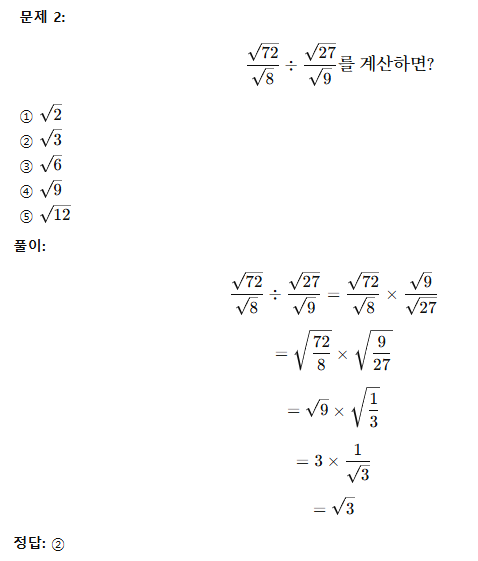 문제 2:
√72/√8 ÷ √27/√9 를 계산하면?
① √2
② √3
③ √6
④ √9
⑤ √12
풀이:
√72/√8 ÷ √27/√9 = √72/√8 × √9/√27
= √(72/8) × √(9/27)
= √9 × √(1/3)
= 3 × 1/√3
= √3
정답: ②